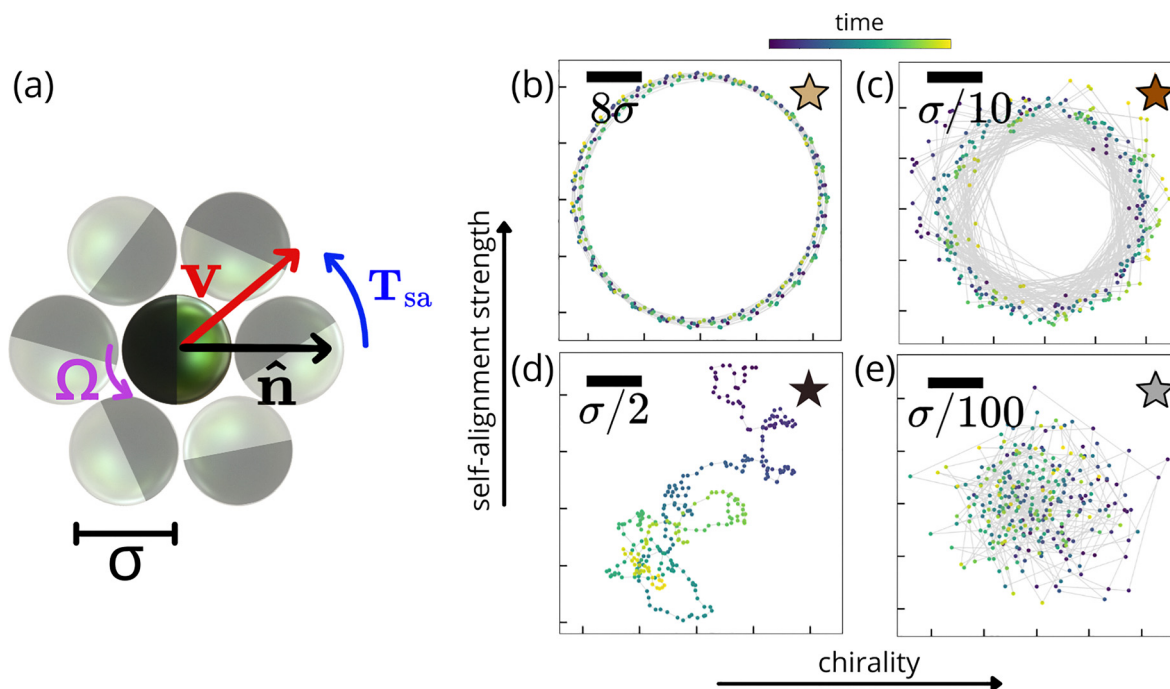 time
(a)
(b)
8σ
(c)
σ/10
v
T_sa
n̂
Ω
σ
self-alignment strength
(d)
σ/2
(e)
σ/100
chirality